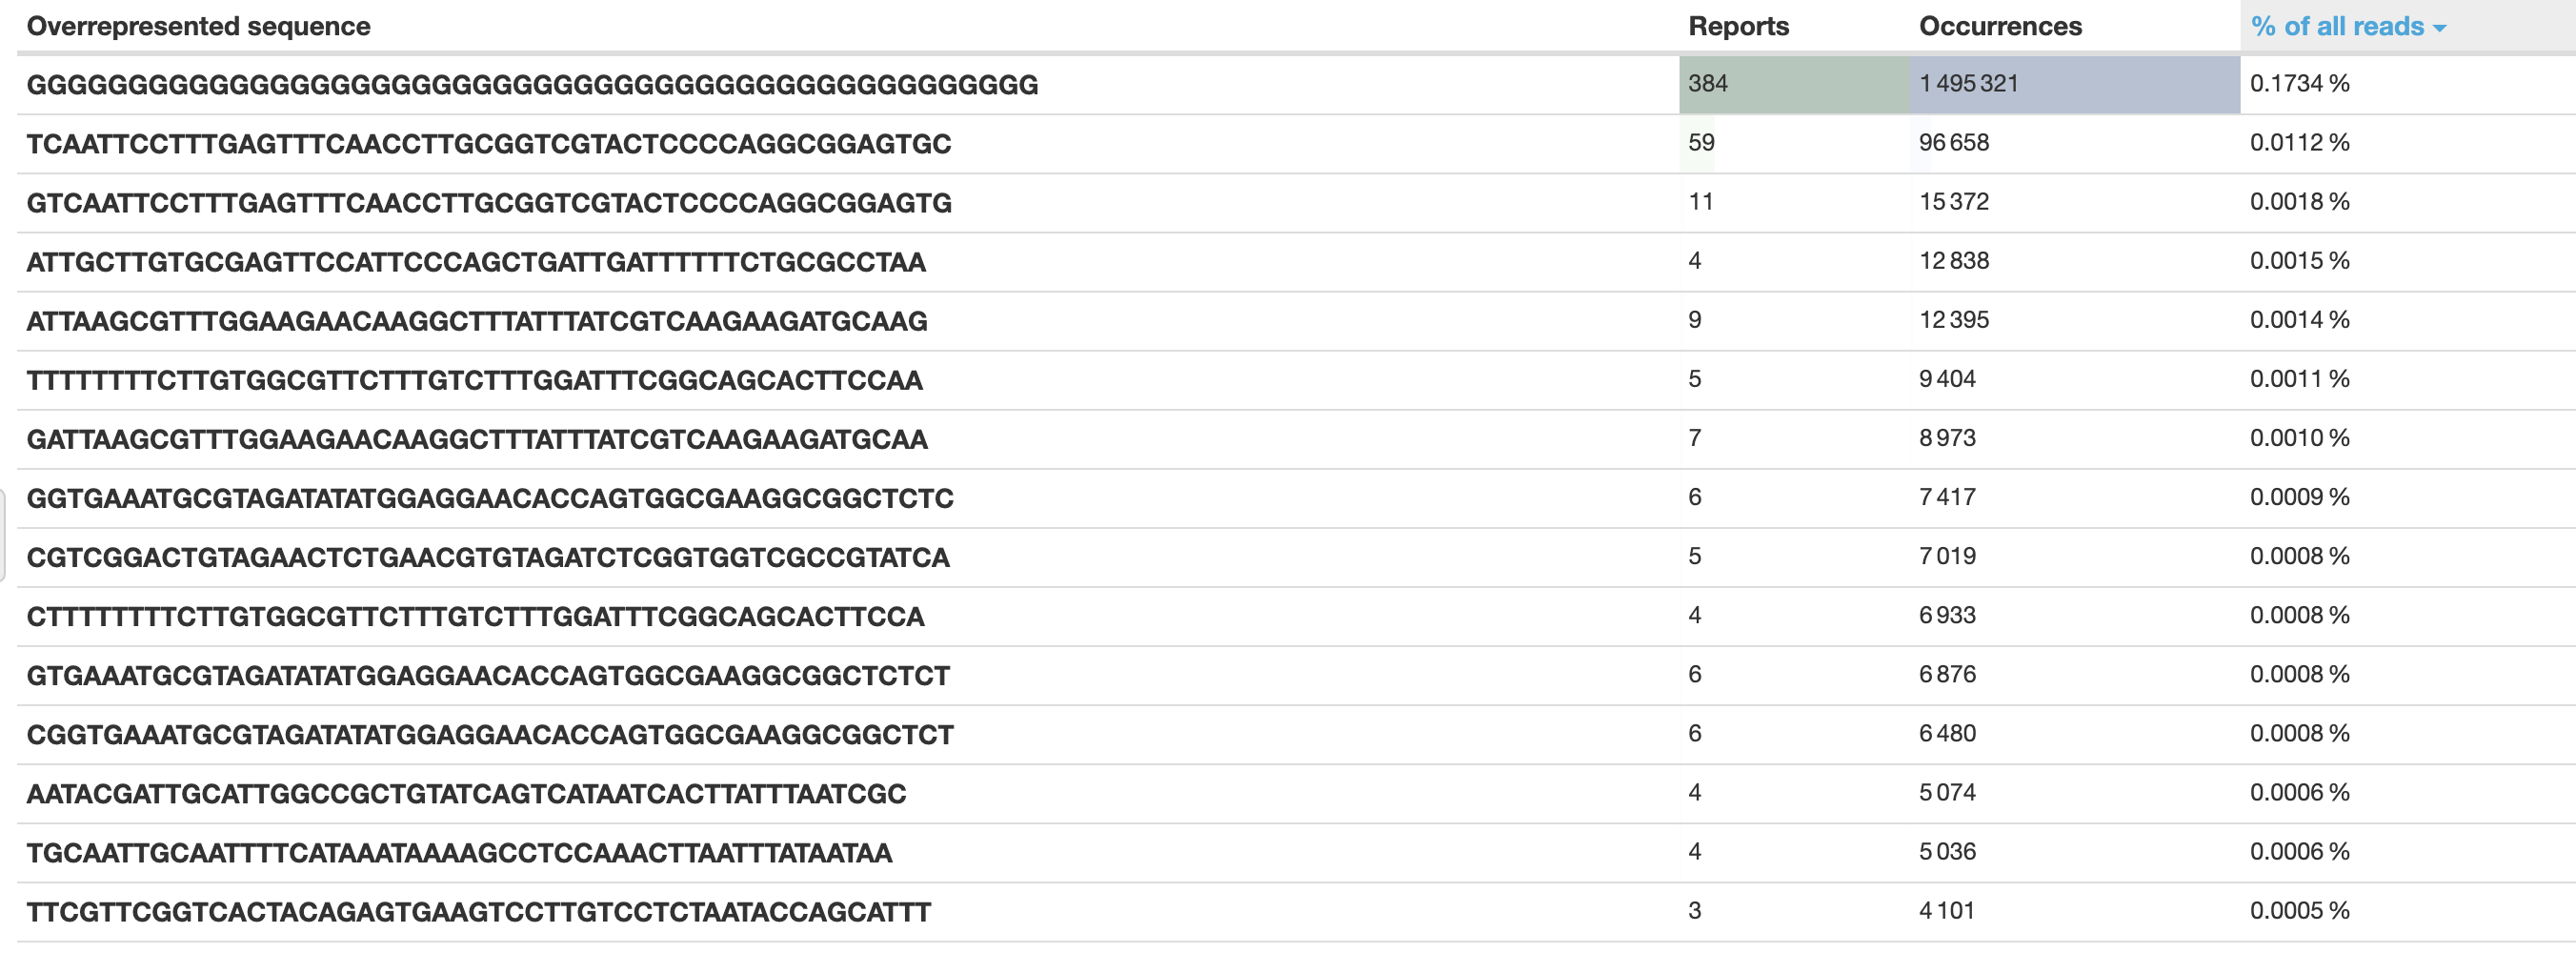 Overrepresented sequence Reports Occurrences % of all reads
GGGGGGGGGGGGGGGGGGGGGGGGGGGGGGGGGGGGGGGGGGGGGGGGGG 384 1 495 321 0.1734 %
TCAATTCCTTTGAGTTTCAACCTTGCGGTCGTACTCCCCAGGCGGAGTGC 59 96 658 0.0112 %
GTCAATTCCTTTGAGTTTCAACCTTGCGGTCGTACTCCCCAGGCGGAGTG 11 15 372 0.0018 %
ATTGCTTGTGCGAGTTCCATTCCCAGCTGATTGATTTTTTCTGCGCCTAA 4 12 838 0.0015 %
ATTAAGCGTTTGGAAGAACAAGGCTTTATTTATCGTCAAGAAGATGCAAG 9 12 395 0.0014 %
TTTTTTTTCTTGTGGCGTTCTTTGTCTTTGGATTTCGGCAGCACTTCCAA 5 9 404 0.0011 %
GATTAAGCGTTTGGAAGAACAAGGCTTTATTTATCGTCAAGAAGATGCAA 7 8 973 0.0010 %
GGTGAAATGCGTAGATATATGGAGGAACACCAGTGGCGAAGGCGGCTCTC 6 7 417 0.0009 %
CGTCGGACTGTAGAACTCTGAACGTGTAGATCTCGGTGGTCGCCGTATCA 5 7 019 0.0008 %
CTTTTTTTTCTTGTGGCGTTCTTTGTCTTTGGATTTCGGCAGCACTTCCA 4 6 933 0.0008 %
GTGAAATGCGTAGATATATGGAGGAACACCAGTGGCGAAGGCGGCTCTCT 6 6 876 0.0008 %
CGGTGAAATGCGTAGATATATGGAGGAACACCAGTGGCGAAGGCGGCTCT 6 6 480 0.0008 %
AATACGATTGCATTGGCCGCTGTATCAGTCATAATCACTTATTTAATCGC 4 5 074 0.0006 %
TGCAATTGCAATTTTCATAAATAAAAGCCTCCAAACTTAATTTATAATAA 4 5 036 0.0006 %
TTCGTTCGGTCACTACAGAGTGAAGTCCTTGTCCTCTAATACCAGCATTT 3 4 101 0.0005 %